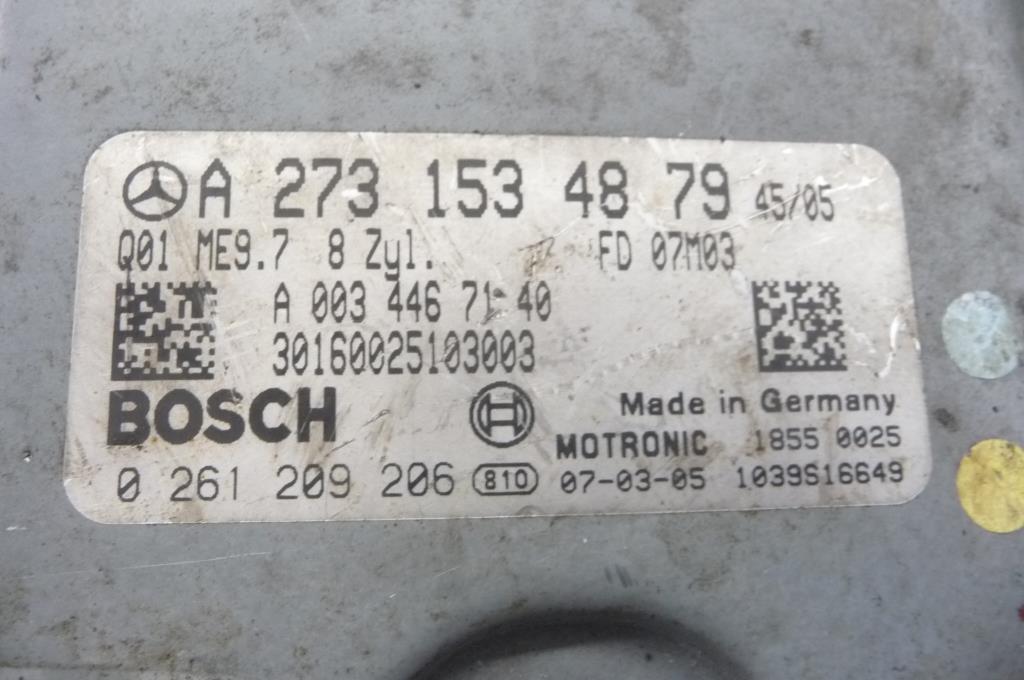 A 273 153 48 79 45/05
Q01 ME9.7 8 Zyl. FD 07M03
A 003 446 71 40
30160025103003
BOSCH
Made in Germany
MOTRONIC 1855 0025
0 261 209 206 810 07-03-05 1039S16649